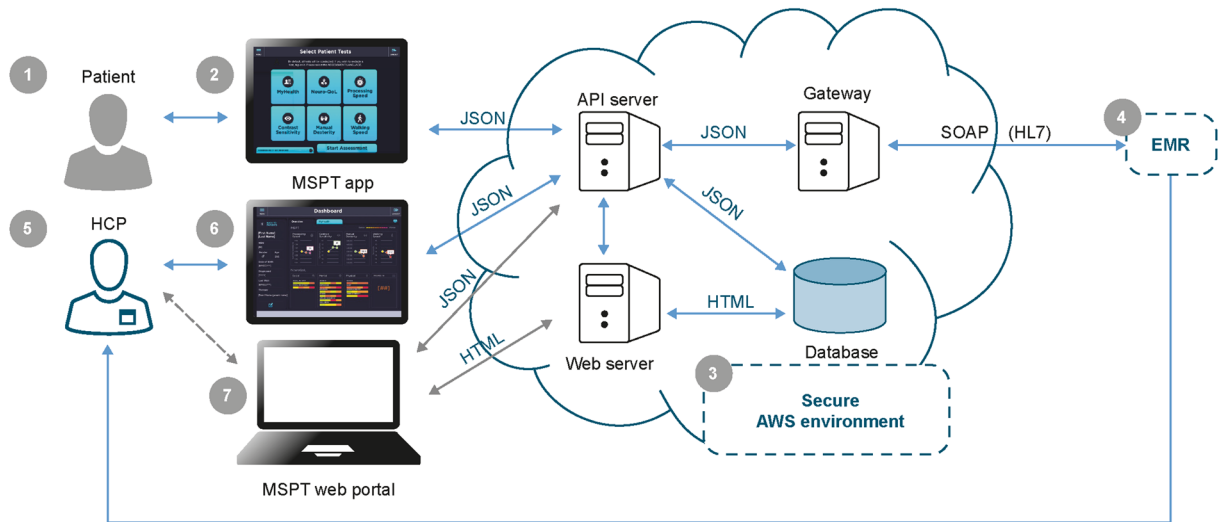 1
Patient
2
Select Patient Tests
MyHealth
Neuro-QoL
Processing Speed
Contrast Sensitivity
Manual Dexterity
Walking Speed
Start Assessment
MSPT app
JSON
API server
JSON
Gateway
SOAP (HL7)
4
EMR
5
HCP
6
Dashboard
JSON
JSON
JSON
HTML
HTML
Web server
Database
7
MSPT web portal
3
Secure
AWS environment